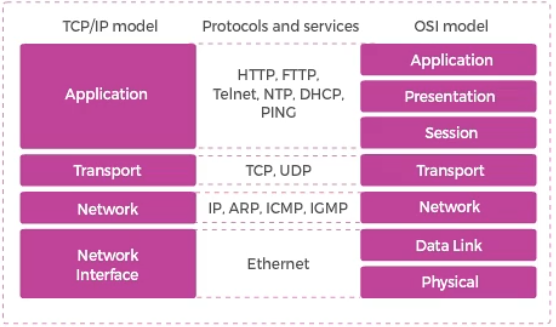 TCP/IP model
Protocols and services
OSI model
Application
HTTP, FTTP,
Telnet, NTP, DHCP,
PING
Application
Presentation
Session
Transport
TCP, UDP
Transport
Network
IP, ARP, ICMP, IGMP
Network
Network
Interface
Ethernet
Data Link
Physical